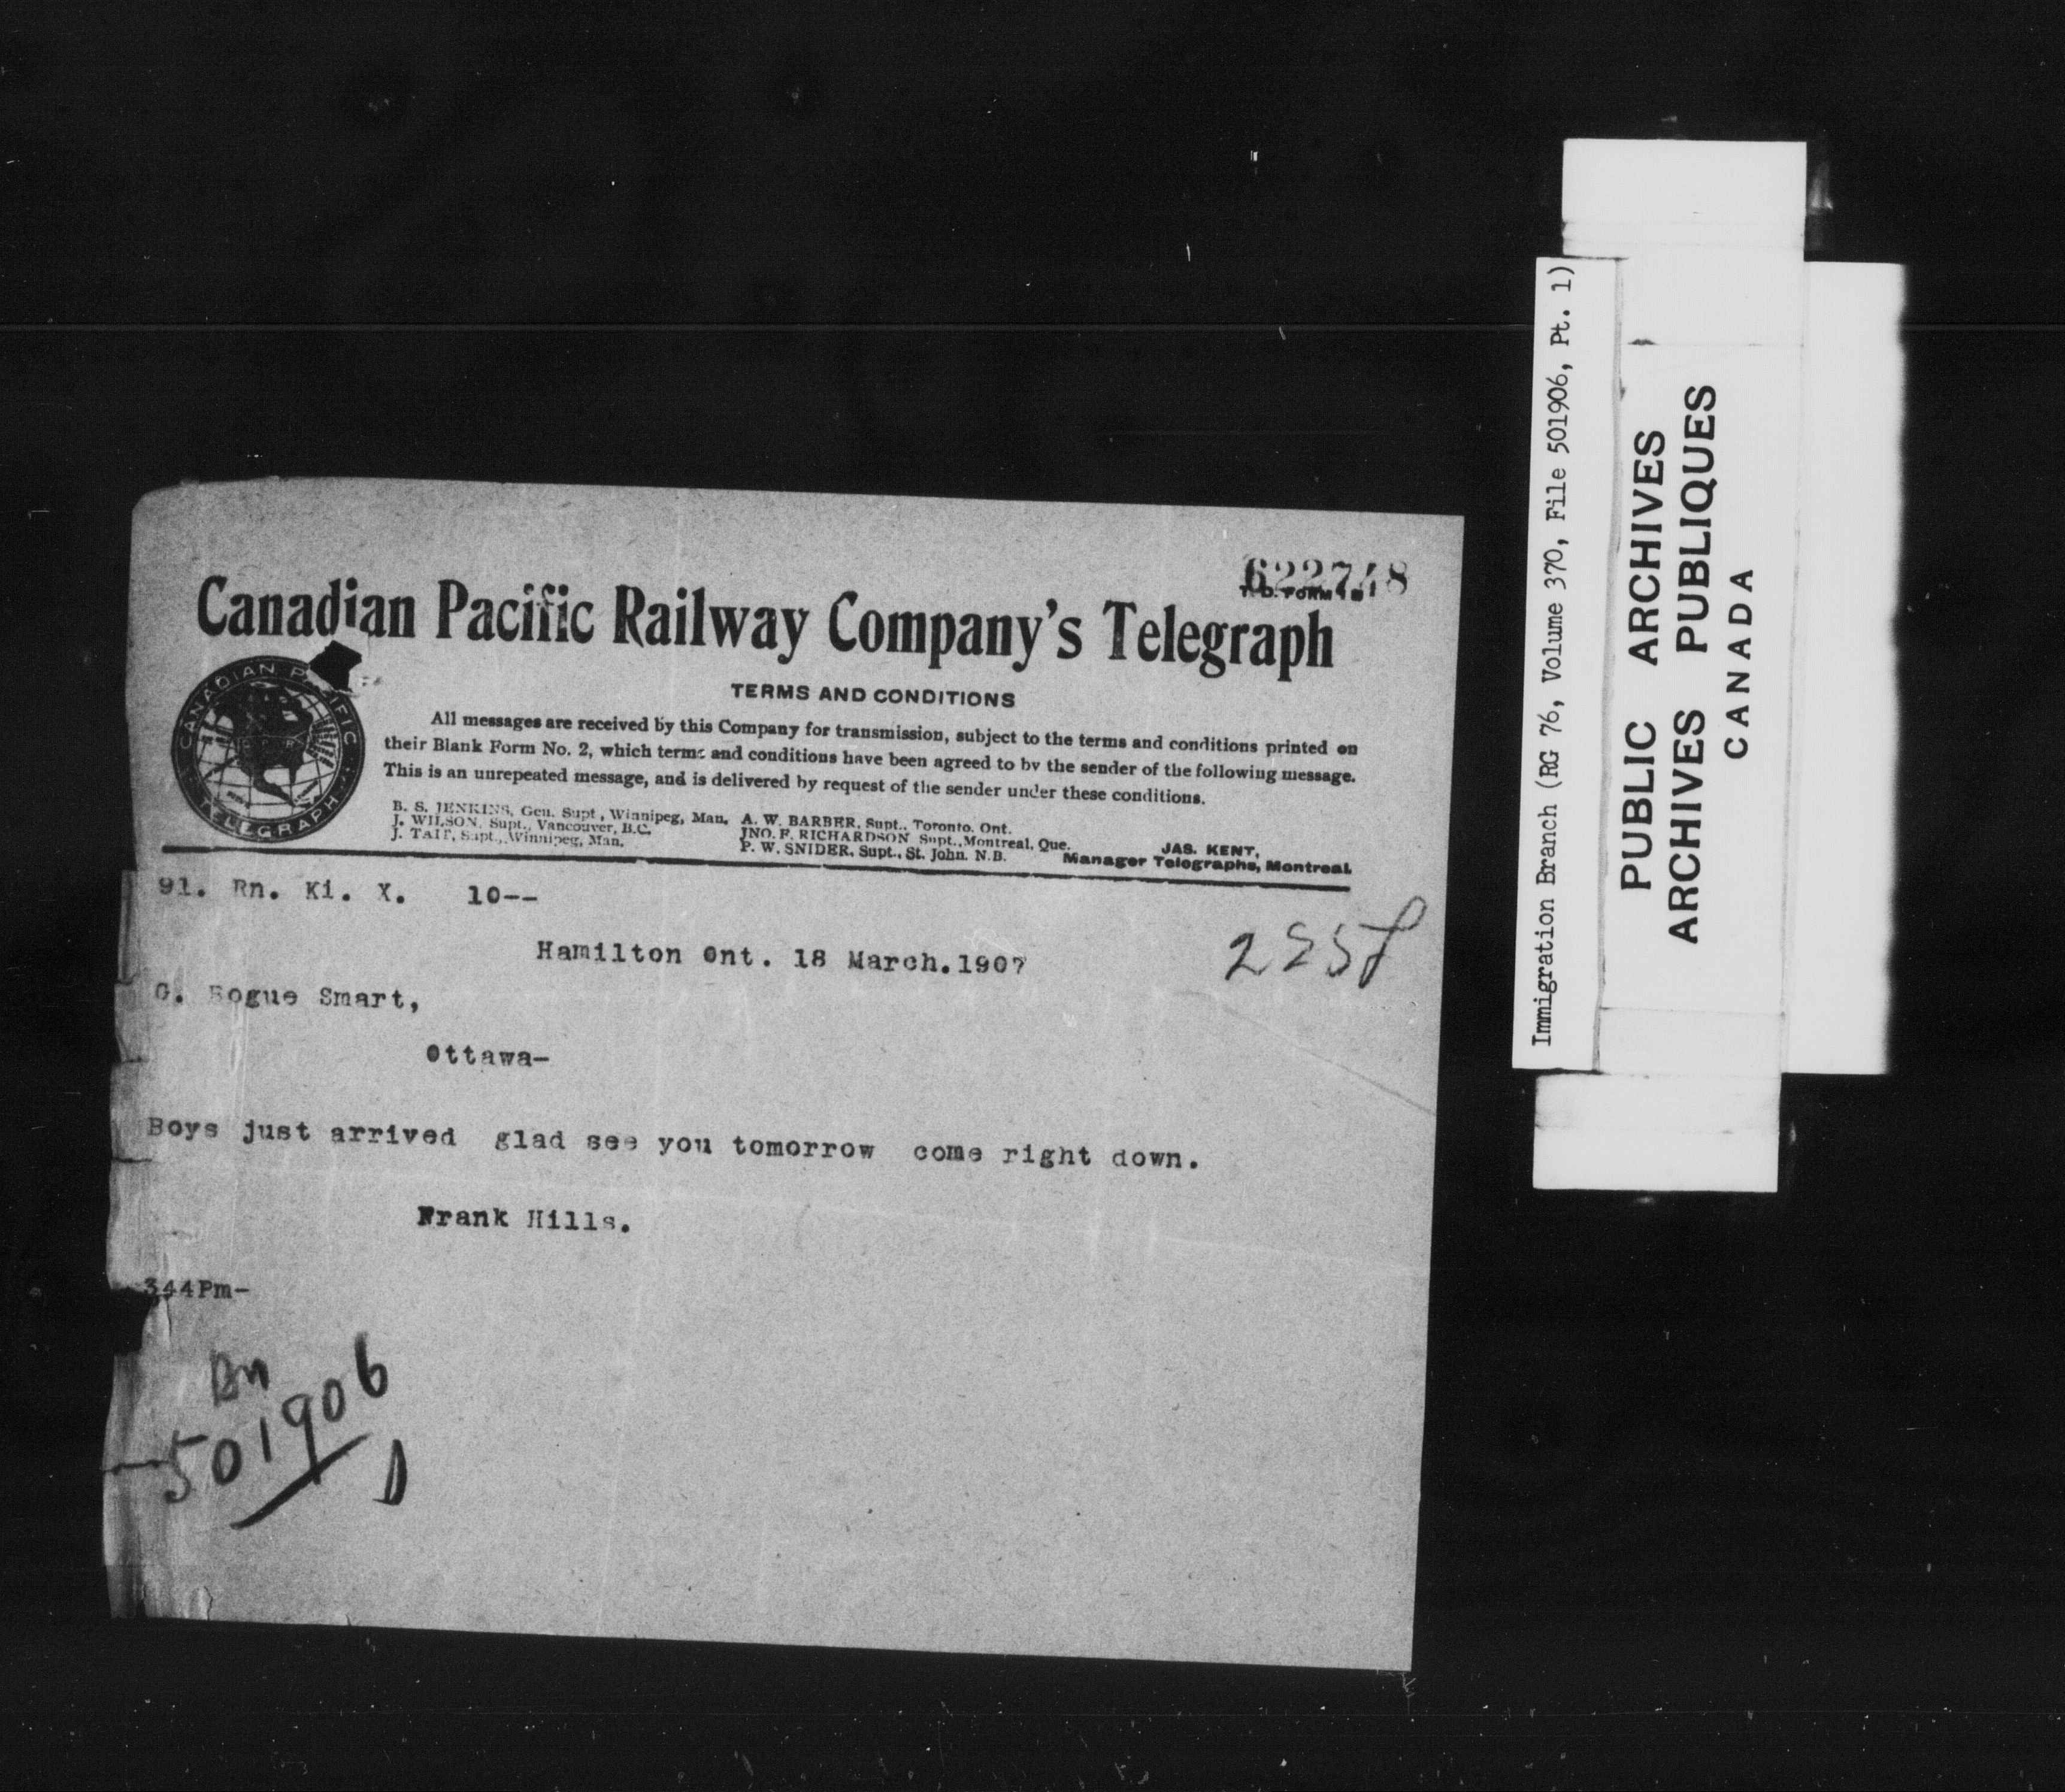 622748
T. D. FORM 1 B
Canadian Pacific Railway Company's Telegraph
CANADIAN PACIFIC
TELEGRAPH
TERMS AND CONDITIONS
All messages are received by this Company for transmission, subject to the terms and conditions printed on
their Blank Form No. 2, which terms and conditions have been agreed to by the sender of the following message.
This is an unrepeated message, and is delivered by request of the sender under these conditions.
B. S. JENKINS, Gen. Supt, Winnipeg, Man.
J. WILSON, Supt., Vancouver, B.C.
J. TAIT, Supt., Winnipeg, Man.
A. W. BARBER, Supt., Toronto, Ont.
JNO. F. RICHARDSON Supt., Montreal, Que.
P. W. SNIDER, Supt., St. John, N.B.
JAS. KENT,
Manager Telegraphs, Montreal.
91. Rn. Ki. X. 10--
Hamilton Ont. 18 March.1907
G. Bogue Smart,
Ottawa-
Boys just arrived glad see you tomorrow come right down.
Frank Hills.
344Pm-
501906
Immigration Branch (RG 76, Volume 370, File 501906, Pt. 1)
PUBLIC ARCHIVES
ARCHIVES PUBLIQUES
CANADA